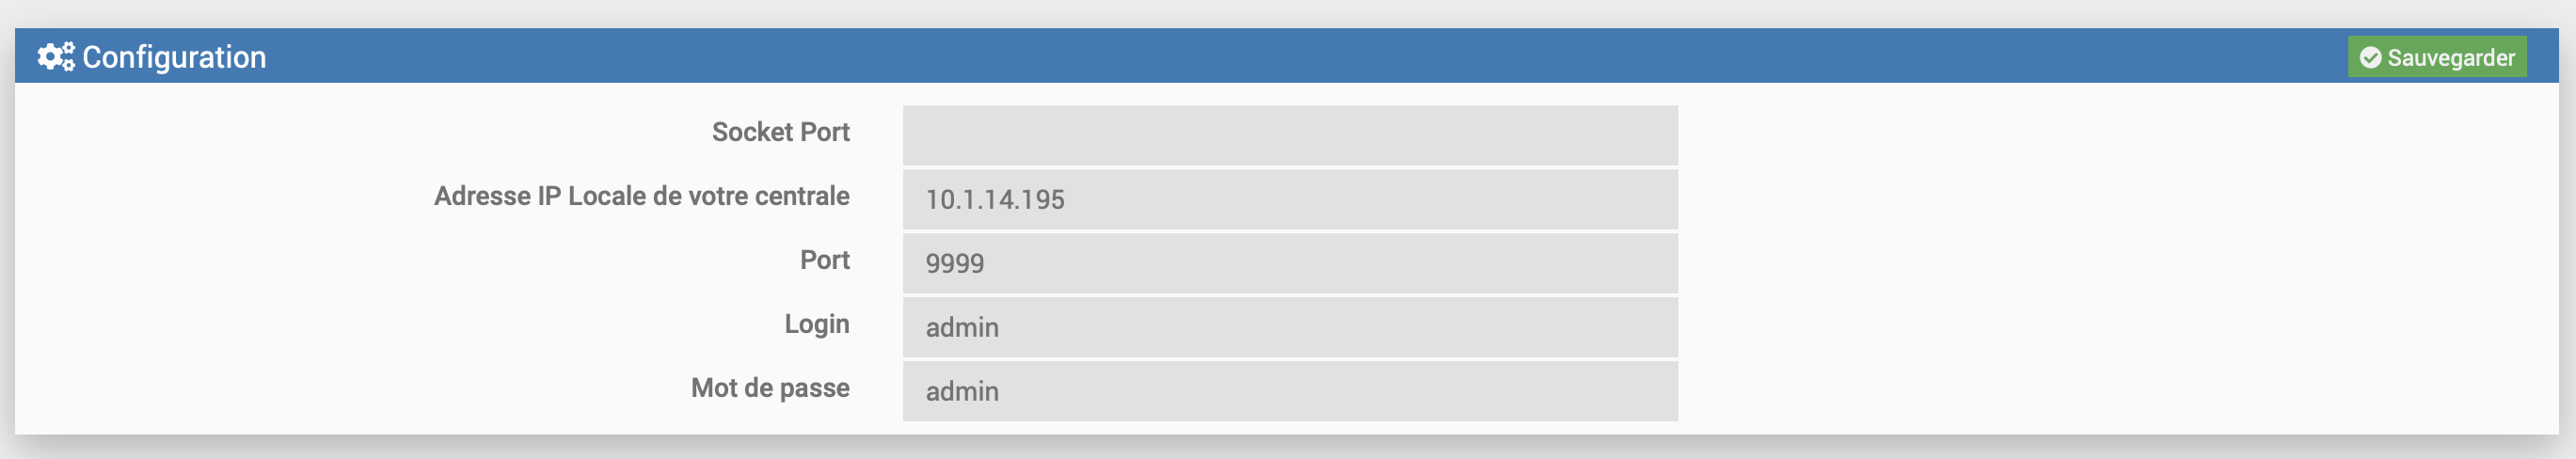 Configuration
Sauvegarder
Socket Port
Adresse IP Locale de votre centrale
10.1.14.195
Port
9999
Login
admin
Mot de passe
admin